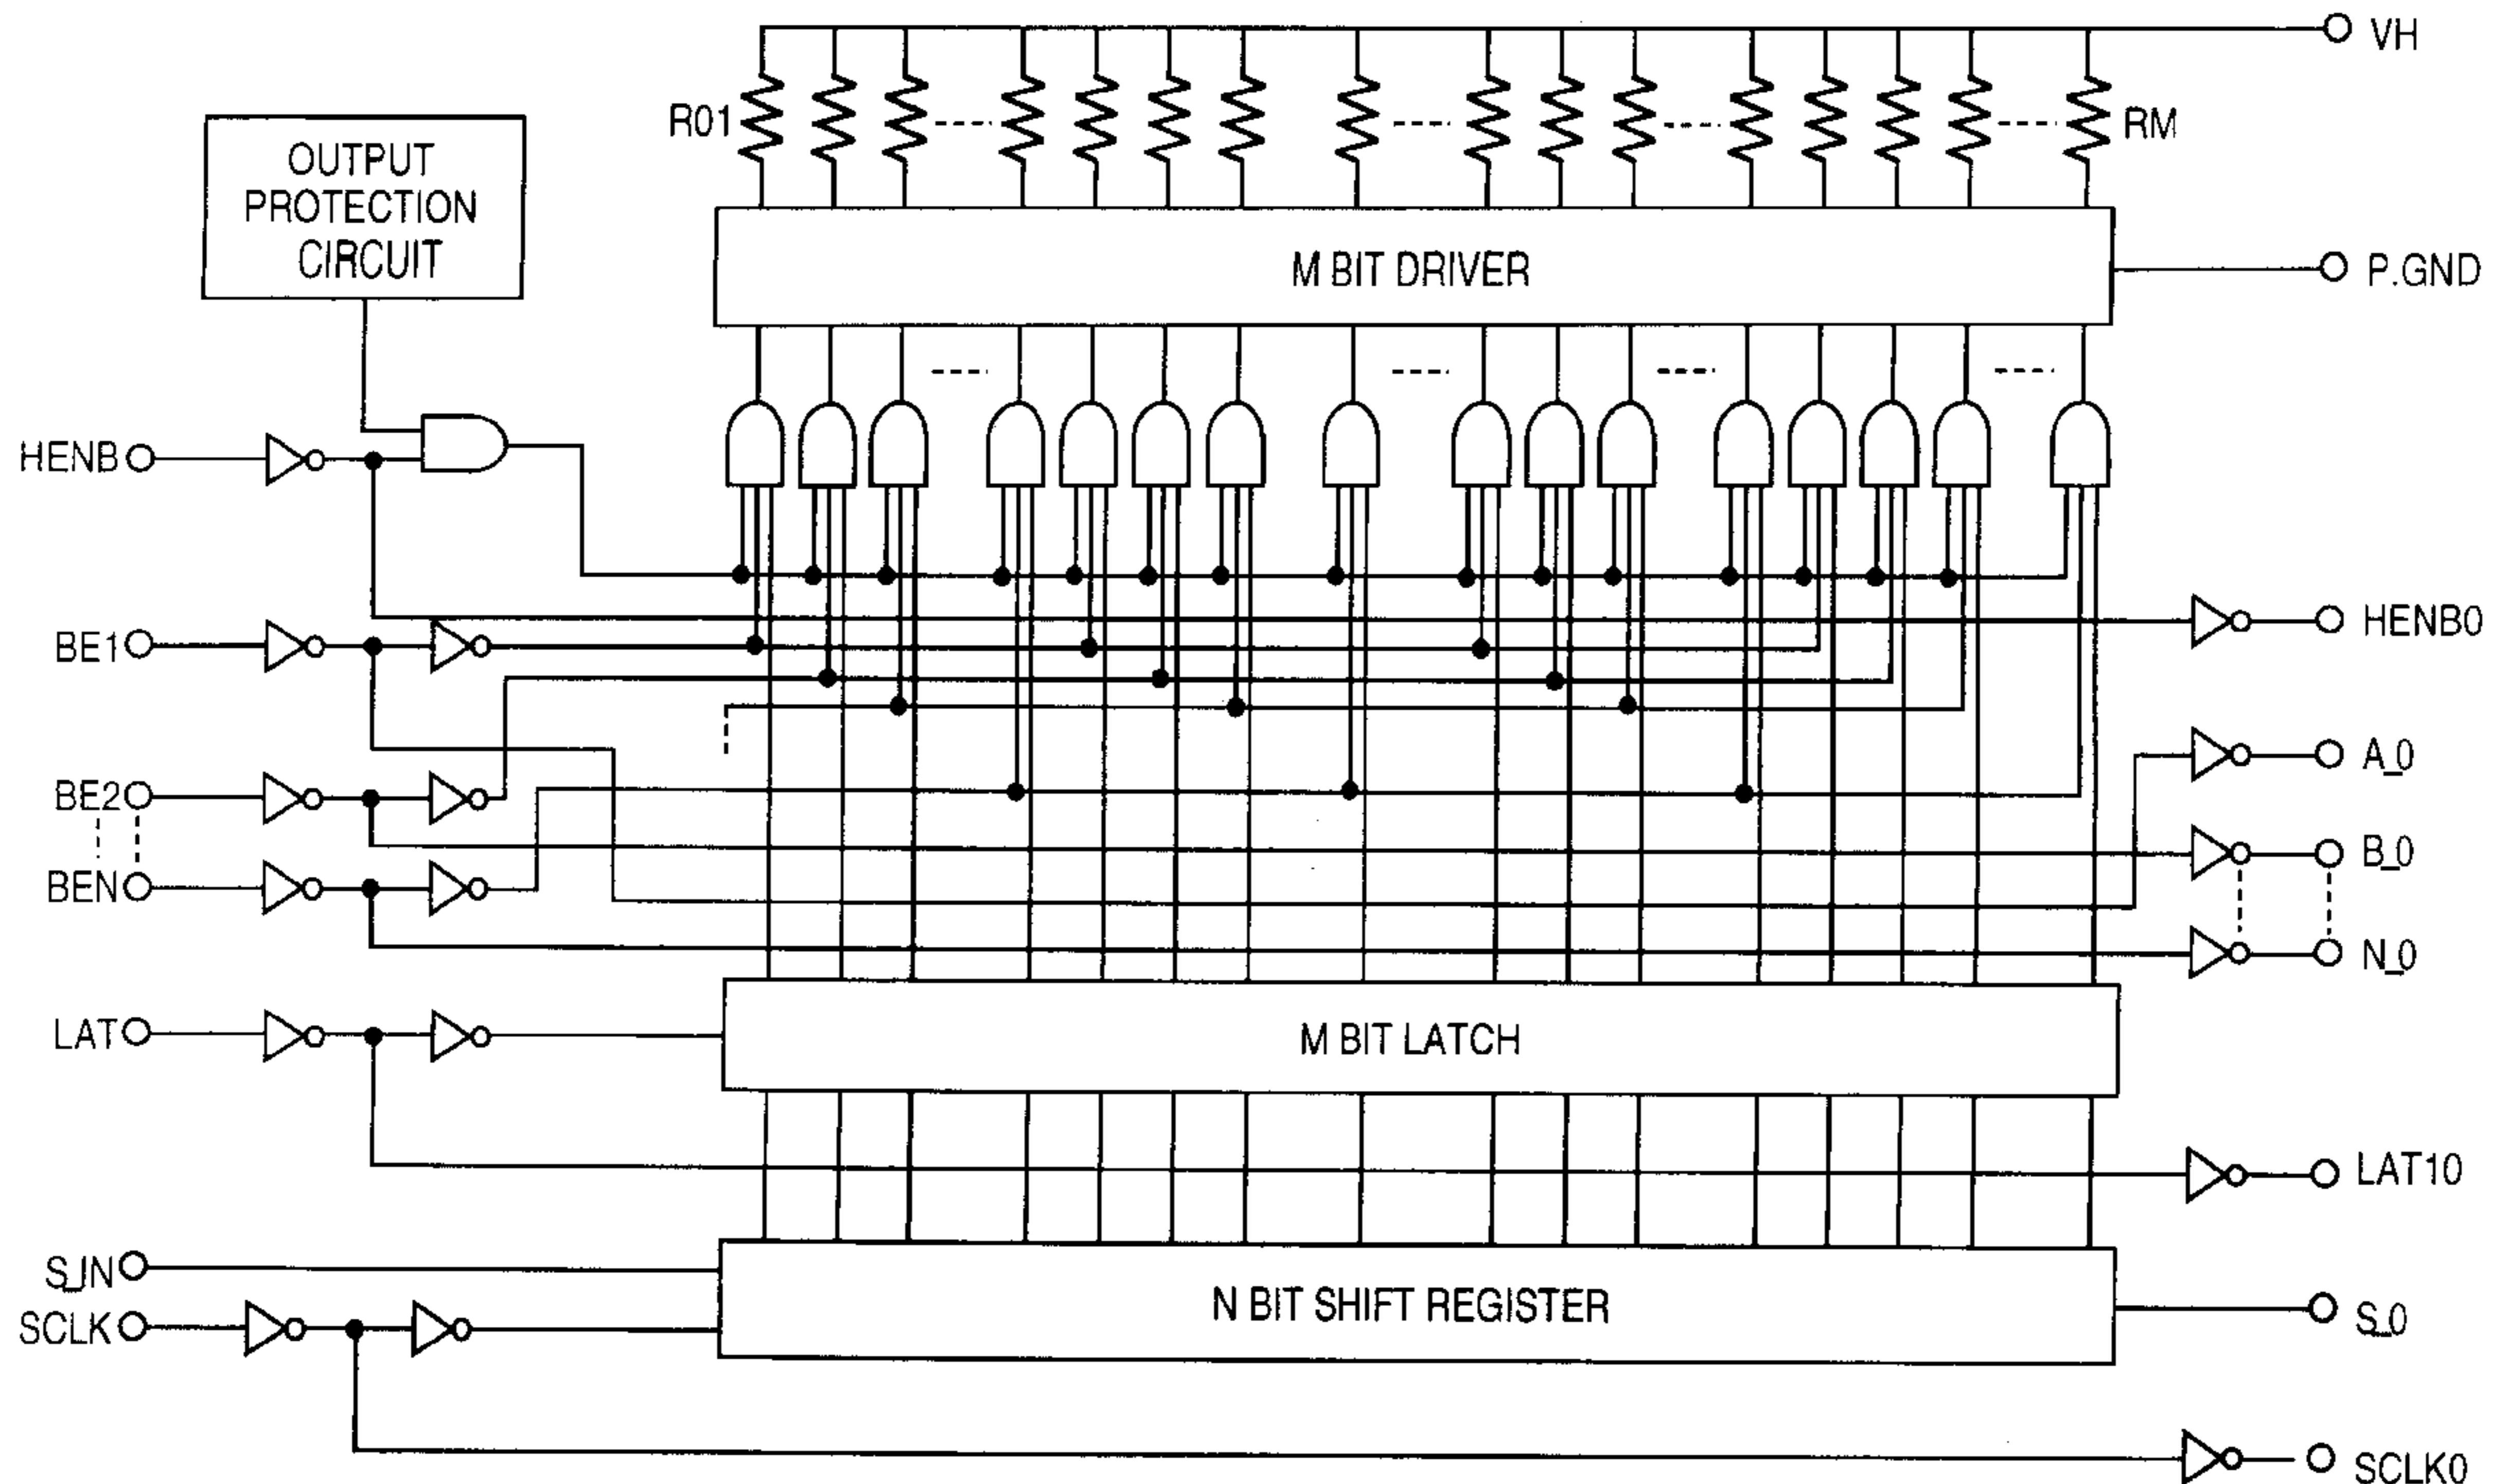 VH
R01
RM
OUTPUT
PROTECTION
CIRCUIT
M BIT DRIVER
P.GND
HENB
HENB0
BE1
A_0
BE2
B_0
BEN
N_0
LAT
M BIT LATCH
LAT10
S_IN
N BIT SHIFT REGISTER
S_0
SCLK
SCLK0